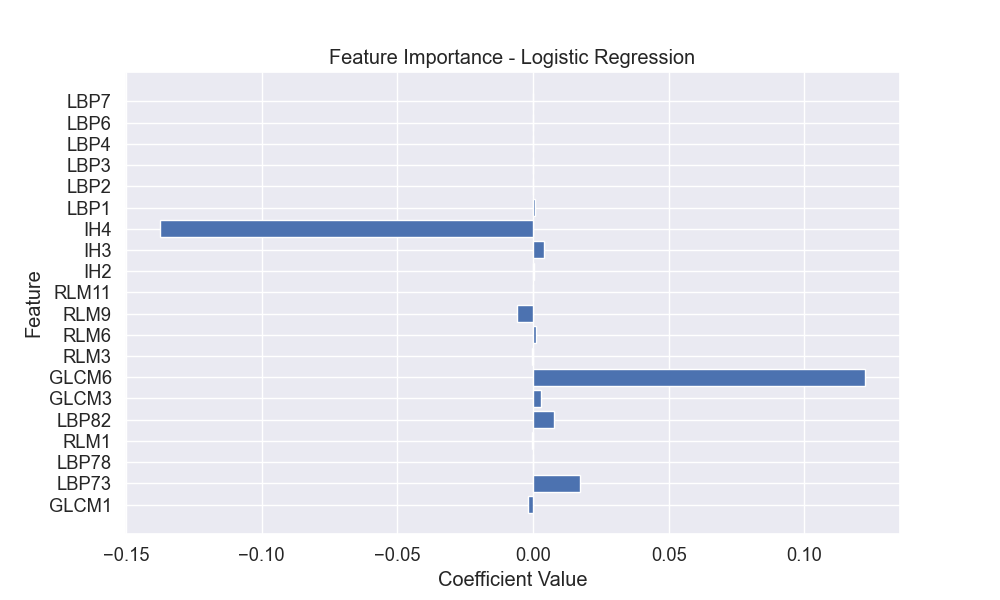 Feature Importance - Logistic Regression
LBP7
LBP6
LBP4
LBP3
LBP2
LBP1
IH4
IH3
IH2
RLM11
RLM9
RLM6
RLM3
GLCM6
GLCM3
LBP82
RLM1
LBP78
LBP73
GLCM1
Feature
−0.15 −0.10 −0.05 0.00 0.05 0.10
Coefficient Value